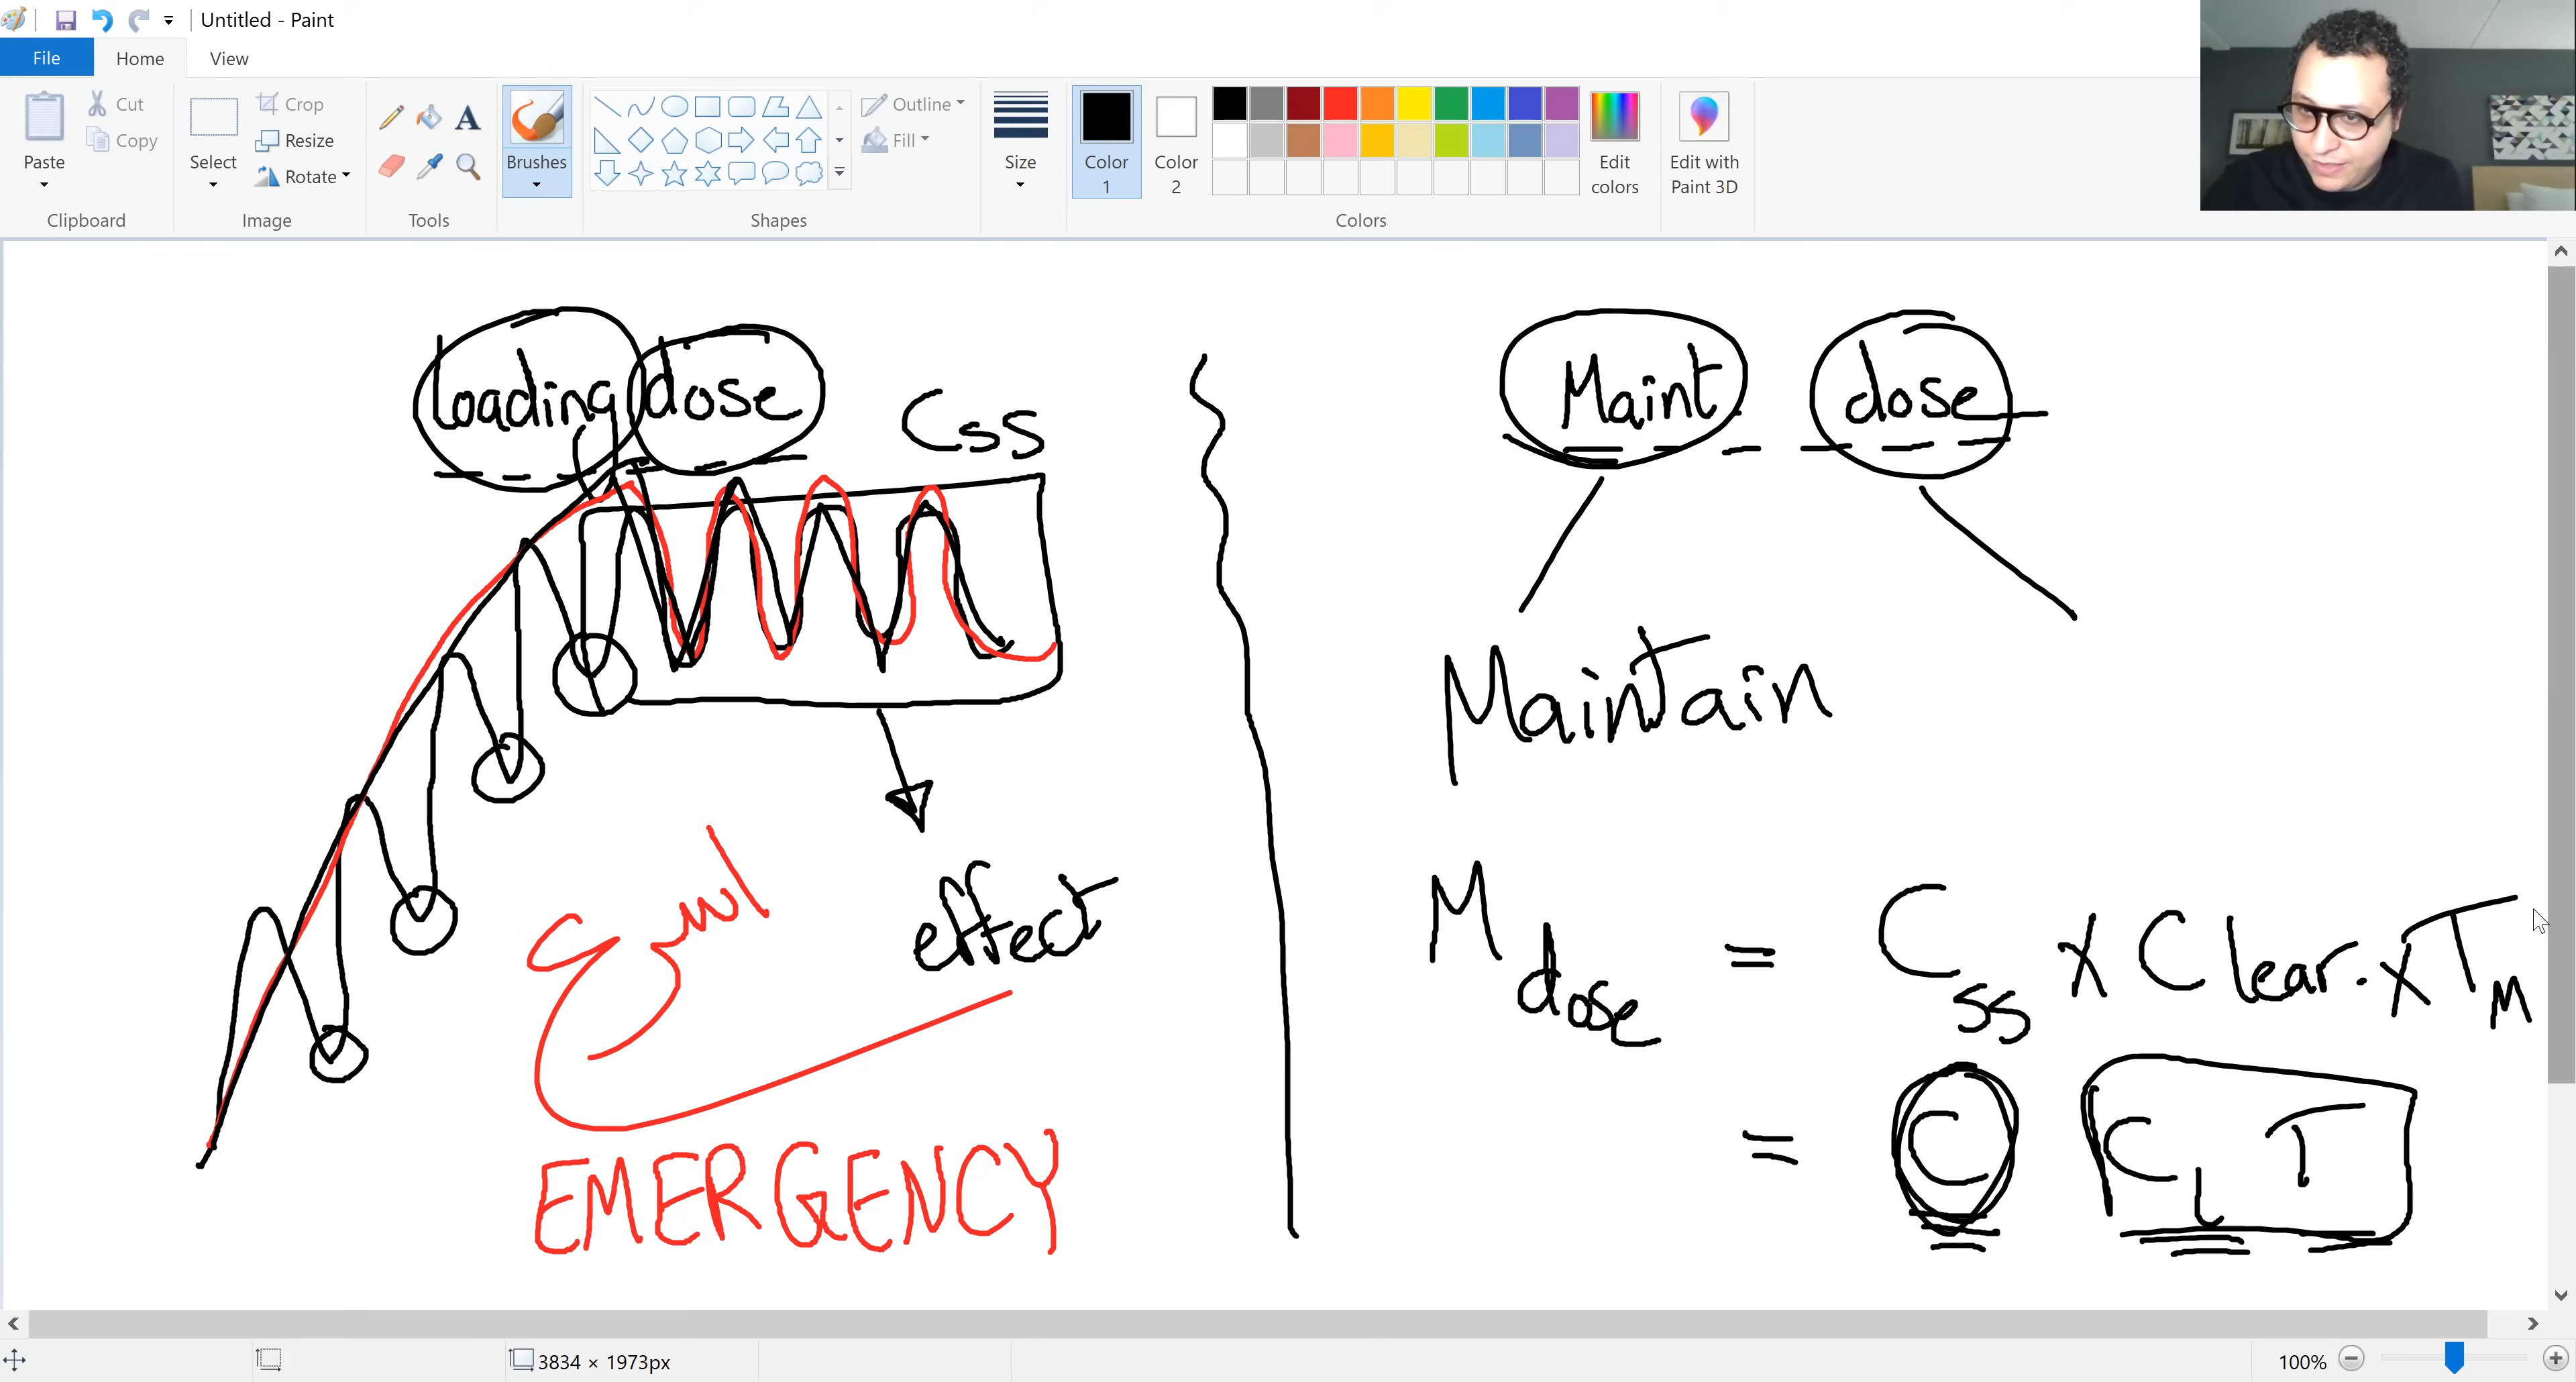 Untitled - Paint
File Home View
Paste
Cut
Copy
Clipboard
Select
Crop
Resize
Rotate
Image
A
Tools
Brushes
Outline
Fill
Shapes
Size
Color 1
Color 2
Edit colors
Edit with Paint 3D
Colors
loading dose
Css
effect
EMERGENCY
Maint dose
Maintain
M dose = Css x Clear. x TM
= C CL T
3834 × 1973px
100%